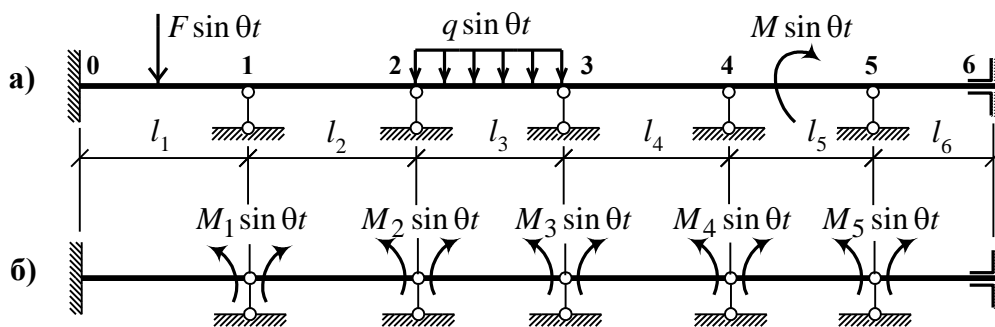 F sin θt q sin θt M sin θt
а) 0 1 2 3 4 5 6
l₁ l₂ l₃ l₄ l₅ l₆
M₁ sin θt M₂ sin θt M₃ sin θt M₄ sin θt M₅ sin θt
б)